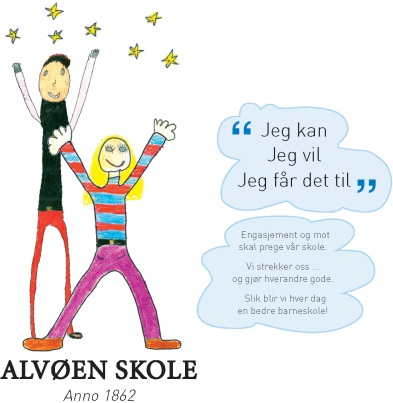 “ Jeg kan
Jeg vil
Jeg får det til ”
Engasjement og mot
skal prege vår skole.
Vi strekker oss ...
og gjør hverandre gode.
Slik blir vi hver dag
en bedre barneskole!
ALVØEN SKOLE
Anno 1862